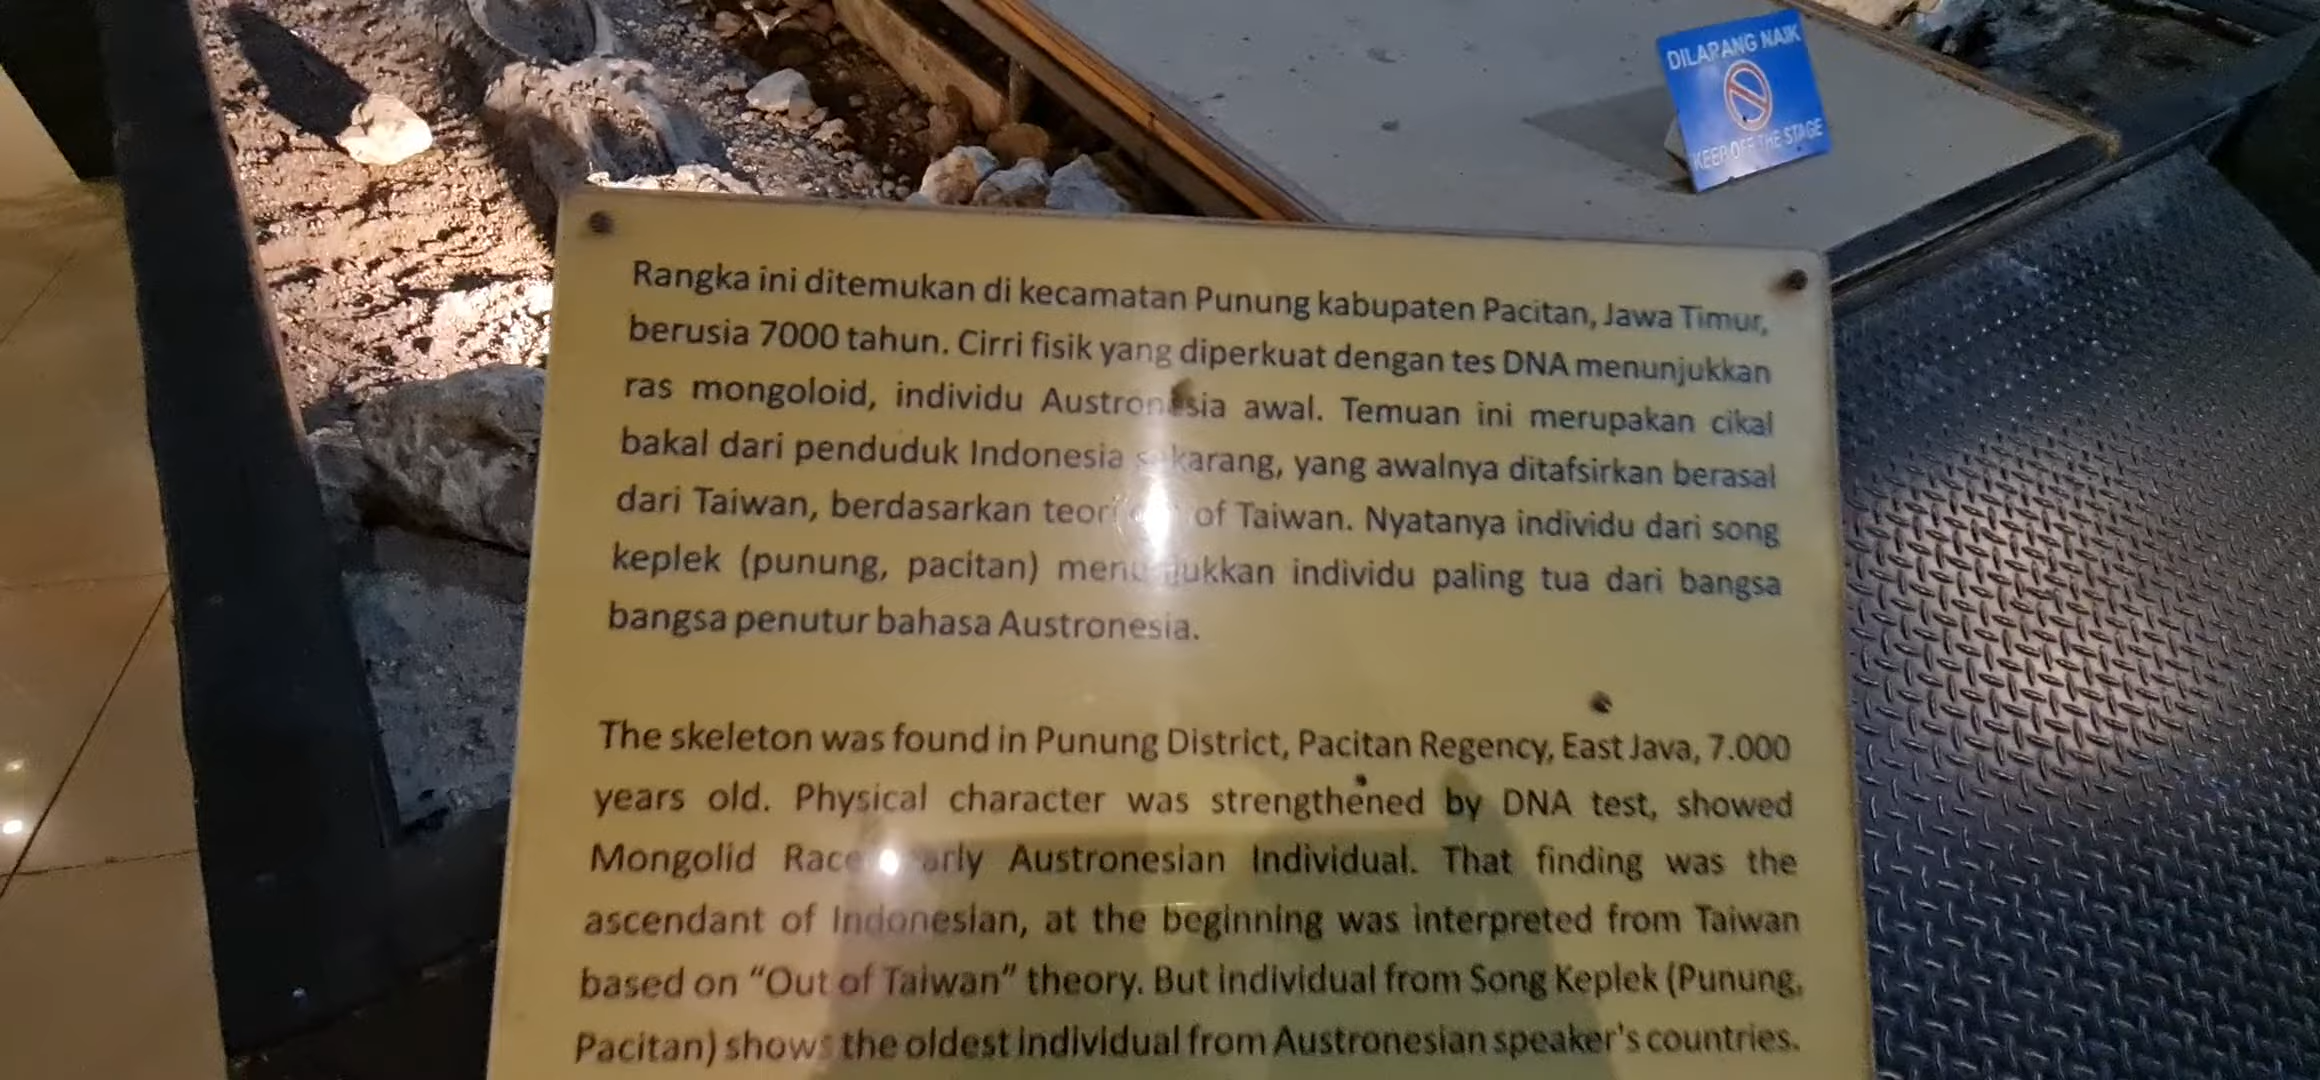 DILARANG NAIK
KEEP OFF THE STAGE
Rangka ini ditemukan di kecamatan Punung kabupaten Pacitan, Jawa Timur,
berusia 7000 tahun. Cirri fisik yang diperkuat dengan tes DNA menunjukkan
ras mongoloid, individu Austronesia awal. Temuan ini merupakan cikal
bakal dari penduduk Indonesia sekarang, yang awalnya ditafsirkan berasal
dari Taiwan, berdasarkan teori of Taiwan. Nyatanya individu dari song
keplek (punung, pacitan) menunjukkan individu paling tua dari bangsa
bangsa penutur bahasa Austronesia.
The skeleton was found in Punung District, Pacitan Regency, East Java, 7.000
years old. Physical character was strengthened by DNA test, showed
Mongolid Race early Austronesian Individual. That finding was the
ascendant of Indonesian, at the beginning was interpreted from Taiwan
based on "Out of Taiwan" theory. But individual from Song Keplek (Punung,
Pacitan) shows the oldest individual from Austronesian speaker's countries.